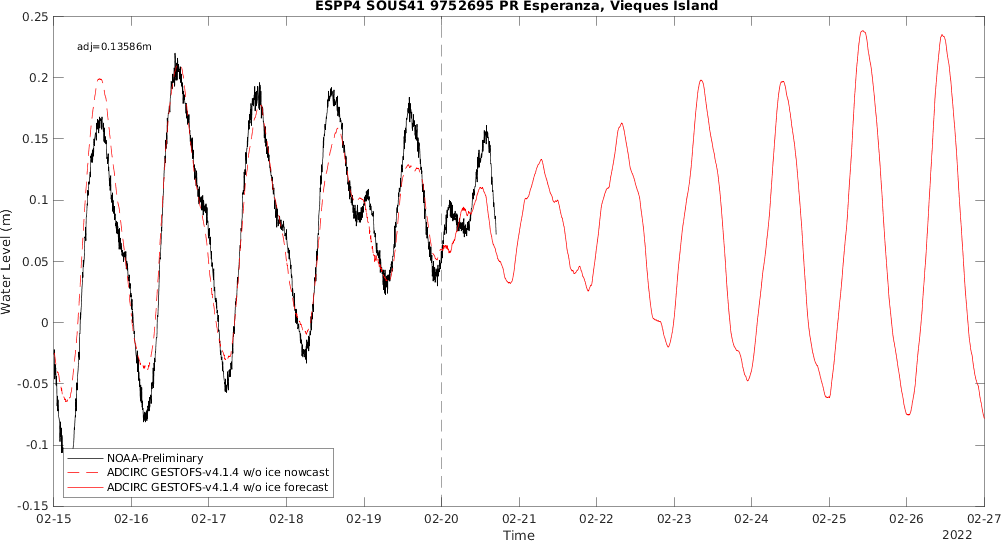 ESPP4 SOUS41 9752695 PR Esperanza, Vieques Island
adj=0.13586m
0.25
0.2
0.15
0.1
0.05
0
-0.05
-0.1
-0.15
Water Level (m)
NOAA-Preliminary
ADCIRC GESTOFS-v4.1.4 w/o ice nowcast
ADCIRC GESTOFS-v4.1.4 w/o ice forecast
02-15 02-16 02-17 02-18 02-19 02-20 02-21 02-22 02-23 02-24 02-25 02-26 02-27
Time
2022